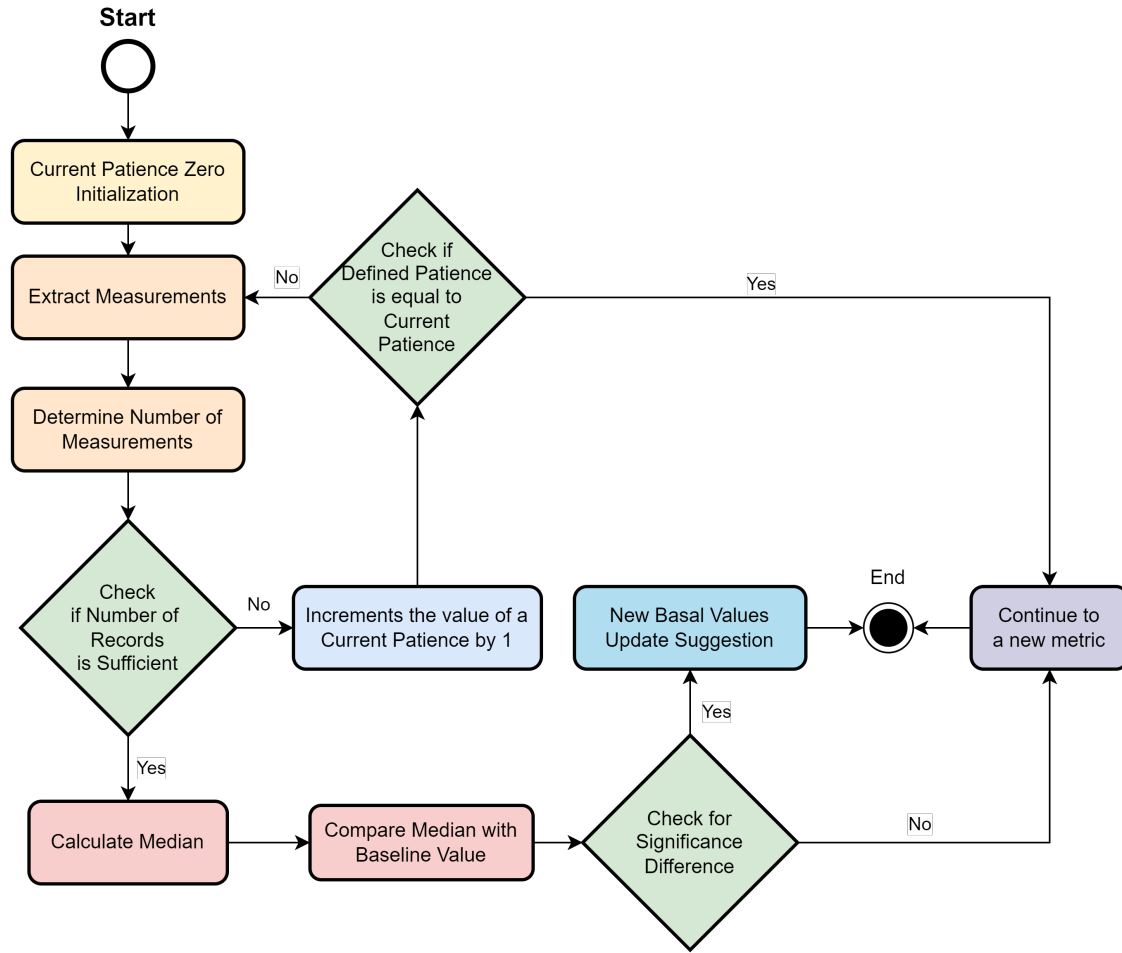 Start
Current Patience Zero
Initialization
Check if
Defined Patience
is equal to
Current
Patience
No
Yes
Extract Measurements
Determine Number of
Measurements
Check
if Number of
Records
is Sufficient
No
Increments the value of a
Current Patience by 1
New Basal Values
Update Suggestion
End
Continue to
a new metric
Yes
Yes
Calculate Median
Compare Median with
Baseline Value
Check for
Significance
Difference
No